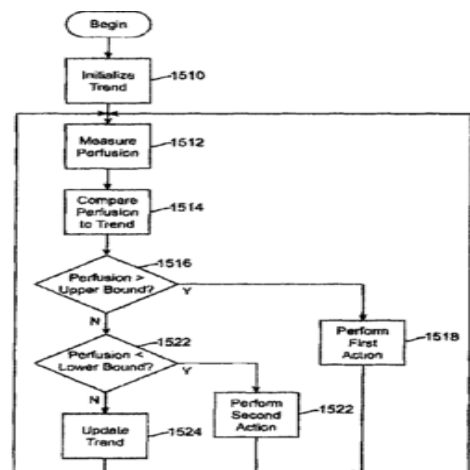 Begin
Initialize
Trend
1510
Measure
Perfusion
1512
Compare
Perfusion
to Trend
1514
Perfusion >
Upper Bound?
1516
Y
N
Perform
First
Action
1518
Perfusion <
Lower Bound?
1522
Y
N
Perform
Second
Action
1522
Update
Trend
1524